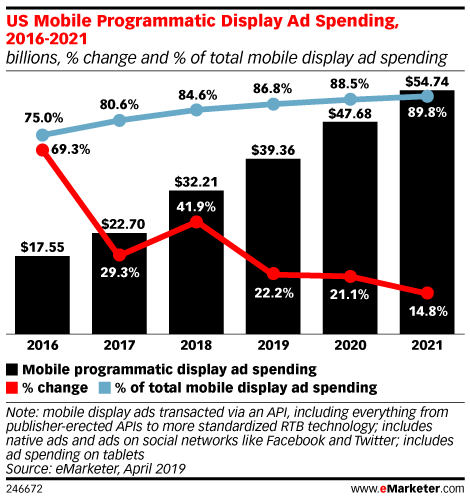 US Mobile Programmatic Display Ad Spending,
2016-2021
billions, % change and % of total mobile display ad spending
75.0% 80.6% 84.6% 86.8% 88.5% $54.74
89.8%
69.3%
$47.68
$39.36
$32.21
41.9%
$22.70
$17.55
29.3%
22.2% 21.1% 14.8%
2016 2017 2018 2019 2020 2021
Mobile programmatic display ad spending
% change % of total mobile display ad spending
Note: mobile display ads transacted via an API, including everything from
publisher-erected APIs to more standardized RTB technology; includes
native ads and ads on social networks like Facebook and Twitter; includes
ad spending on tablets
Source: eMarketer, April 2019
246672 www.eMarketer.com